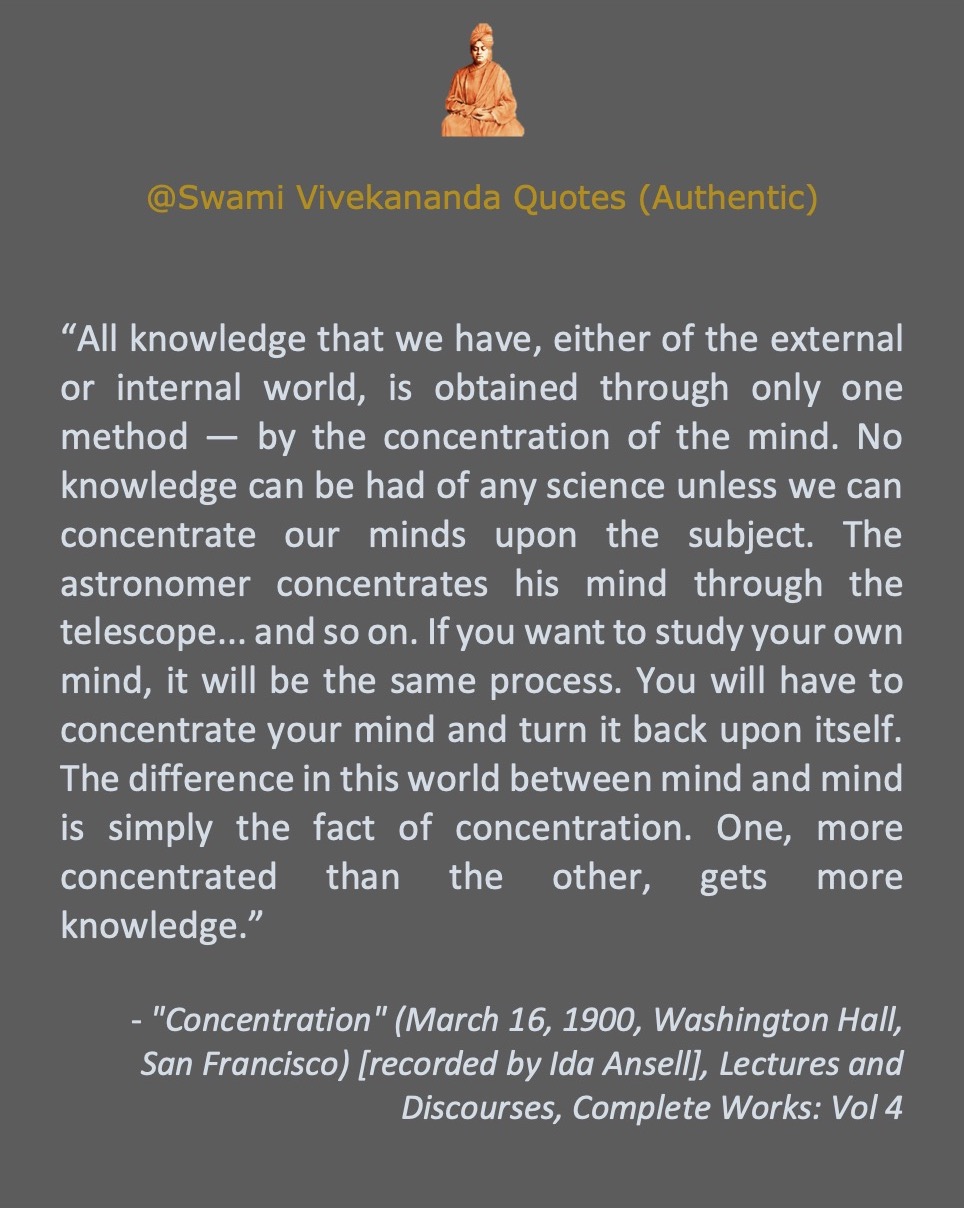 @Swami Vivekananda Quotes (Authentic)
“All knowledge that we have, either of the external
or internal world, is obtained through only one
method — by the concentration of the mind. No
knowledge can be had of any science unless we can
concentrate our minds upon the subject. The
astronomer concentrates his mind through the
telescope... and so on. If you want to study your own
mind, it will be the same process. You will have to
concentrate your mind and turn it back upon itself.
The difference in this world between mind and mind
is simply the fact of concentration. One, more
concentrated than the other, gets more
knowledge.”
- "Concentration" (March 16, 1900, Washington Hall,
San Francisco) [recorded by Ida Ansell], Lectures and
Discourses, Complete Works: Vol 4